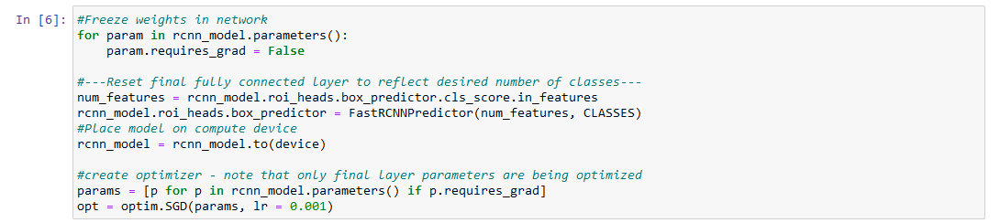 In [6]: #Freeze weights in network
for param in rcnn_model.parameters():
    param.requires_grad = False

#---Reset final fully connected layer to reflect desired number of classes---
num_features = rcnn_model.roi_heads.box_predictor.cls_score.in_features
rcnn_model.roi_heads.box_predictor = FastRCNNPredictor(num_features, CLASSES)
#Place model on compute device
rcnn_model = rcnn_model.to(device)

#create optimizer - note that only final layer parameters are being optimized
params = [p for p in rcnn_model.parameters() if p.requires_grad]
opt = optim.SGD(params, lr = 0.001)